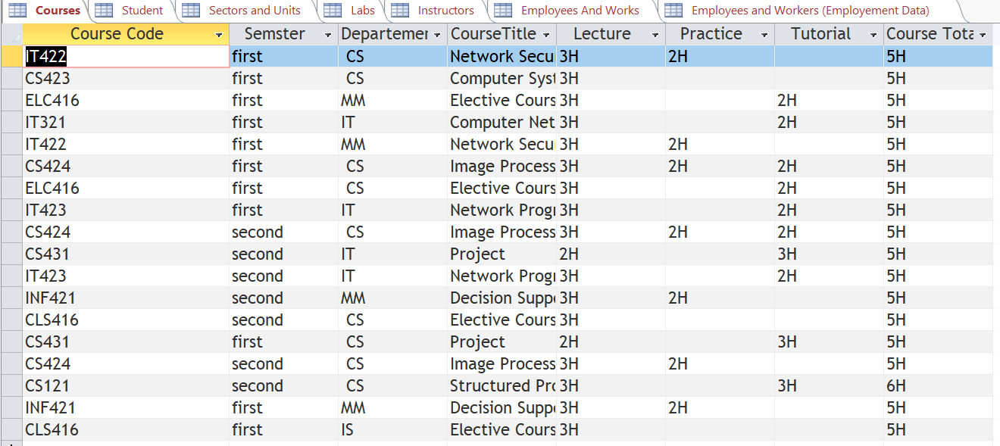 Courses Student Sectors and Units Labs Instructors Employees And Works Employees and Workers (Employement Data)
Course Code Semster Departemer CourseTitle Lecture Practice Tutorial Course Tota
IT422 first CS Network Secu 3H 2H 5H
CS423 first CS Computer Syst 3H 5H
ELC416 first MM Elective Cours 3H 2H 5H
IT321 first IT Computer Net 3H 2H 5H
IT422 first MM Network Secu 3H 2H 5H
CS424 first CS Image Process 3H 2H 2H 5H
ELC416 first CS Elective Cours 3H 2H 5H
IT423 first IT Network Progr 3H 2H 5H
CS424 second CS Image Process 3H 2H 2H 5H
CS431 second IT Project 2H 3H 5H
IT423 second IT Network Progr 3H 2H 5H
INF421 second MM Decision Suppo 3H 2H 5H
CLS416 second CS Elective Cours 3H 5H
CS431 first CS Project 2H 3H 5H
CS424 second CS Image Process 3H 2H 5H
CS121 second CS Structured Pro 3H 3H 6H
INF421 first MM Decision Suppo 3H 2H 5H
CLS416 first IS Elective Cours 3H 5H